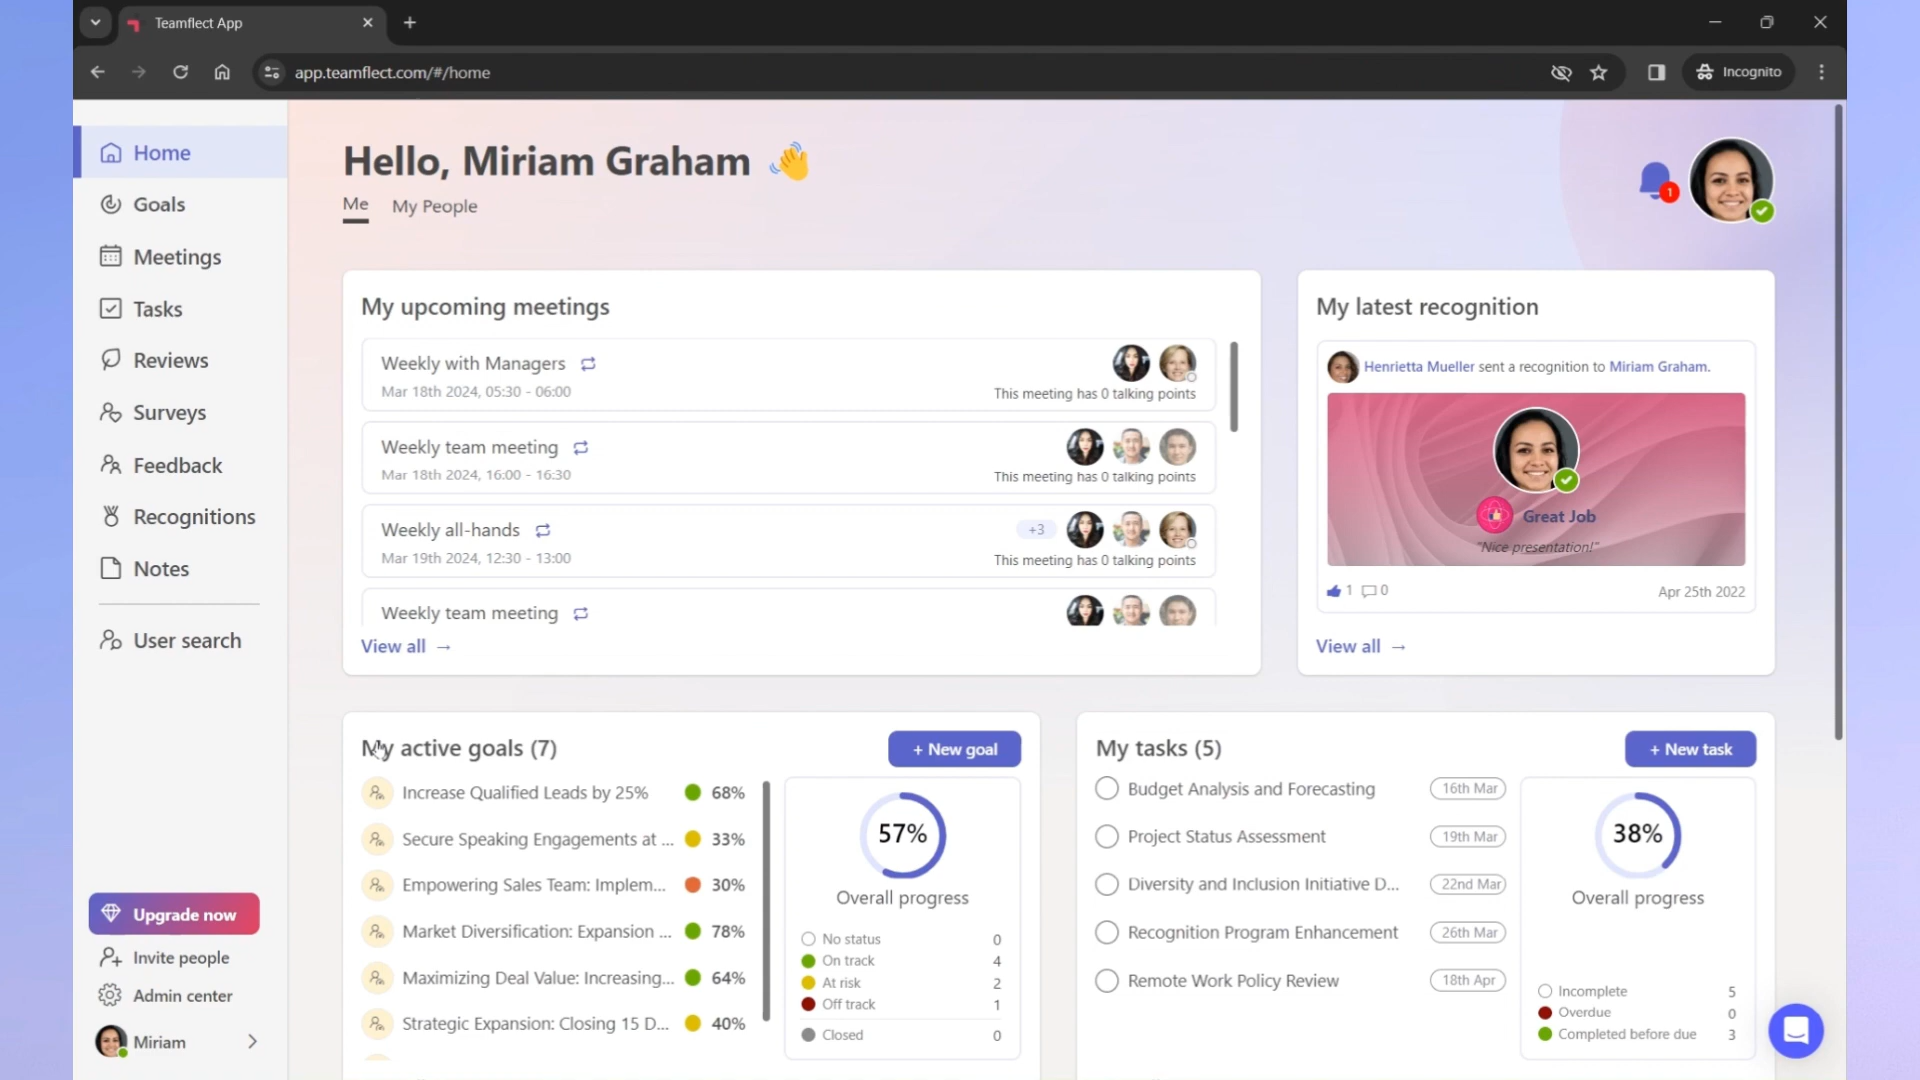 Teamflect App
app.teamflect.com/#/home
Incognito
Home
Goals
Meetings
Tasks
Reviews
Surveys
Feedback
Recognitions
Notes
User search
Upgrade now
Invite people
Admin center
Miriam
Hello, Miriam Graham 👋
Me
My People
1
My upcoming meetings
Weekly with Managers
Mar 18th 2024, 05:30 - 06:00
This meeting has 0 talking points
Weekly team meeting
Mar 18th 2024, 16:00 - 16:30
This meeting has 0 talking points
Weekly all-hands
+3
Mar 19th 2024, 12:30 - 13:00
This meeting has 0 talking points
Weekly team meeting
View all →
My latest recognition
Henrietta Mueller sent a recognition to Miriam Graham.
Great Job
"Nice presentation!"
1 0
Apr 25th 2022
View all →
My active goals (7)
+ New goal
Increase Qualified Leads by 25% 68%
Secure Speaking Engagements at ... 33%
Empowering Sales Team: Implem... 30%
Market Diversification: Expansion ... 78%
Maximizing Deal Value: Increasing... 64%
Strategic Expansion: Closing 15 D... 40%
57%
Overall progress
No status 0
On track 4
At risk 2
Off track 1
Closed 0
My tasks (5)
+ New task
Budget Analysis and Forecasting 16th Mar
Project Status Assessment 19th Mar
Diversity and Inclusion Initiative D... 22nd Mar
Recognition Program Enhancement 26th Mar
Remote Work Policy Review 18th Apr
38%
Overall progress
Incomplete 5
Overdue 0
Completed before due 3